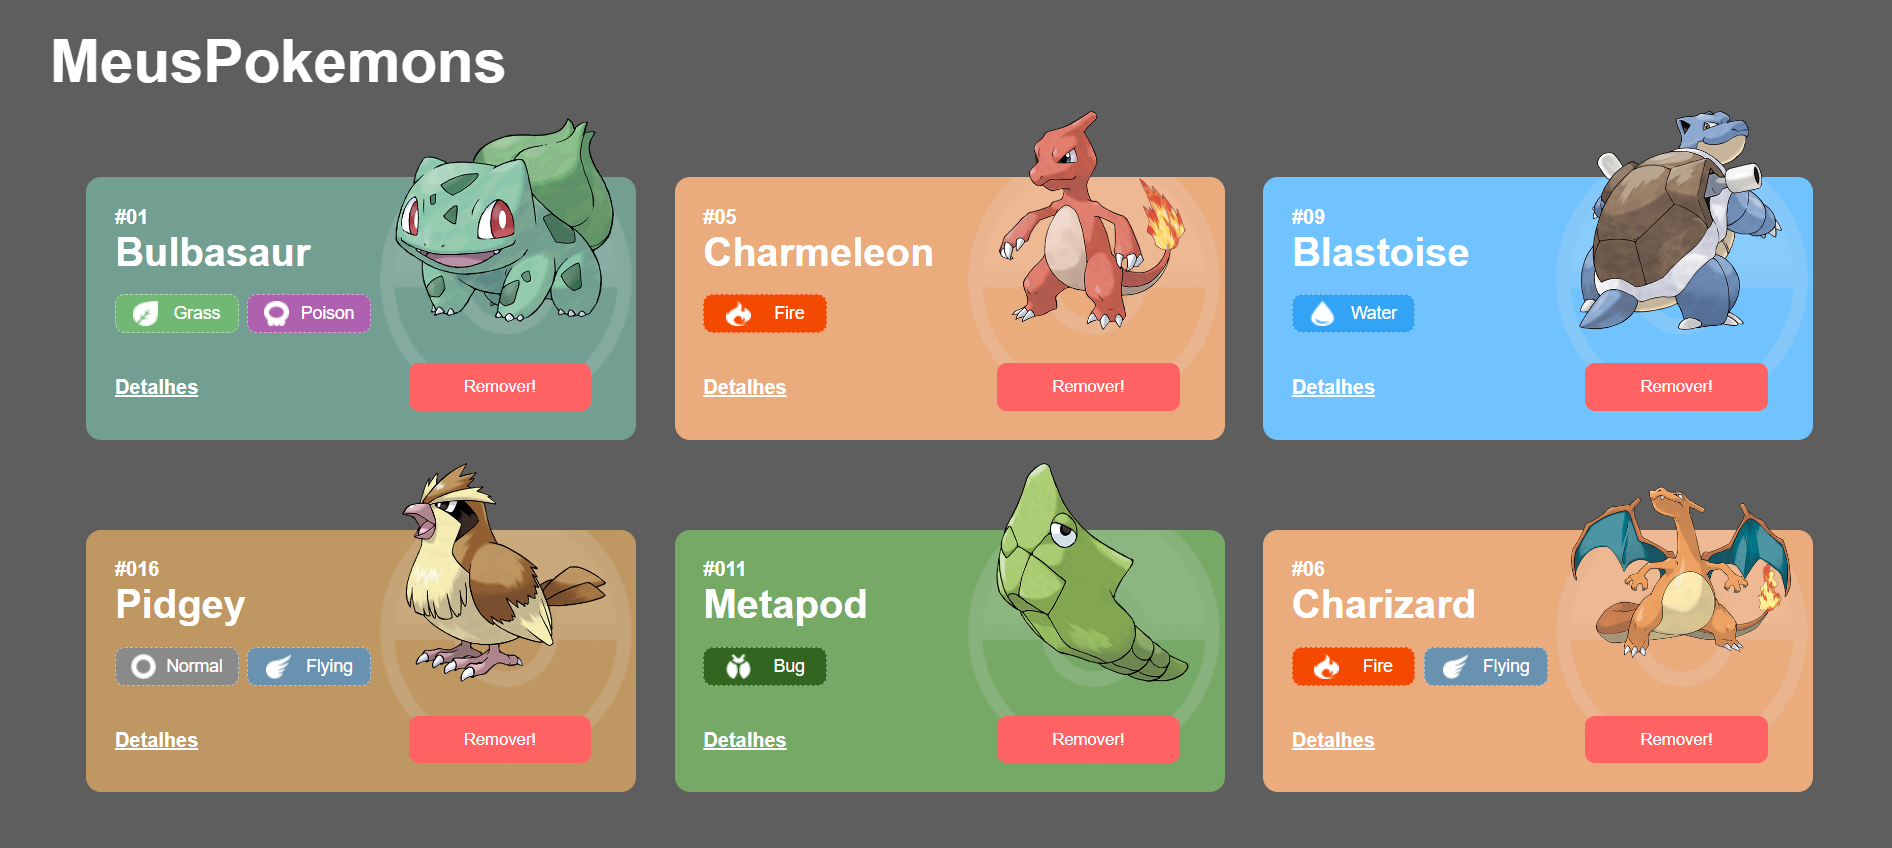 MeusPokemons
#01
Bulbasaur
Grass Poison
Detalhes Remover!
#05
Charmeleon
Fire
Detalhes Remover!
#09
Blastoise
Water
Detalhes Remover!
#016
Pidgey
Normal Flying
Detalhes Remover!
#011
Metapod
Bug
Detalhes Remover!
#06
Charizard
Fire Flying
Detalhes Remover!